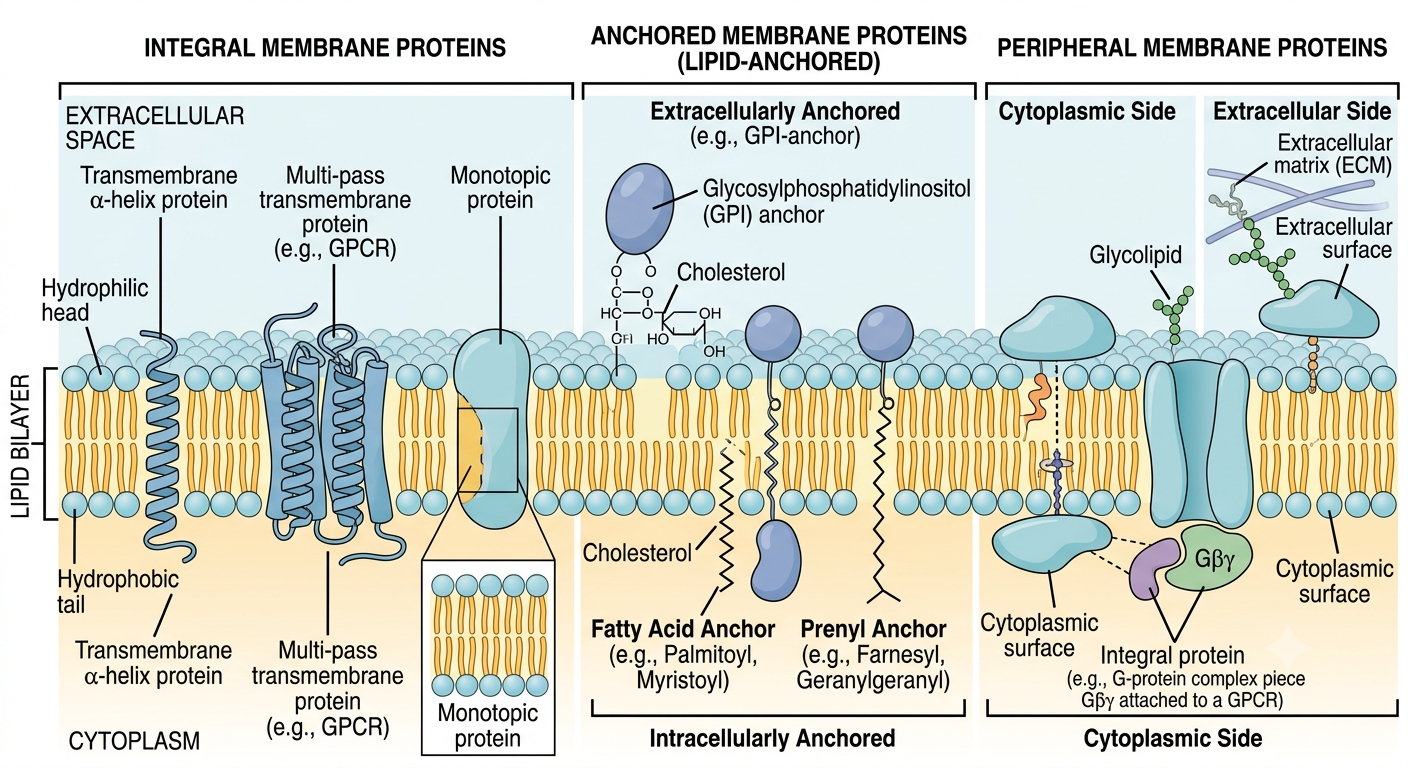 INTEGRAL MEMBRANE PROTEINS
ANCHORED MEMBRANE PROTEINS
(LIPID-ANCHORED)
PERIPHERAL MEMBRANE PROTEINS
EXTRACELLULAR
SPACE
Transmembrane
α-helix protein
Multi-pass
transmembrane
protein
(e.g., GPCR)
Monotopic
protein
Hydrophilic
head
LIPID BILAYER
Hydrophobic
tail
Transmembrane
α-helix protein
Multi-pass
transmembrane
protein
(e.g., GPCR)
Monotopic
protein
CYTOPLASM
Extracellularly Anchored
(e.g., GPI-anchor)
Glycosylphosphatidylinositol
(GPI) anchor
Cholesterol
O O
C O
HC O OH
HO
OH
Cholesterol
Fatty Acid Anchor
(e.g., Palmitoyl,
Myristoyl)
Prenyl Anchor
(e.g., Farnesyl,
Geranylgeranyl)
Intracellularly Anchored
Cytoplasmic Side
Extracellular Side
Extracellular
matrix (ECM)
Extracellular
surface
Glycolipid
Gβγ
Cytoplasmic
surface
Cytoplasmic
surface
Integral protein
(e.g., G-protein complex piece
Gβγ attached to a GPCR)
Cytoplasmic Side